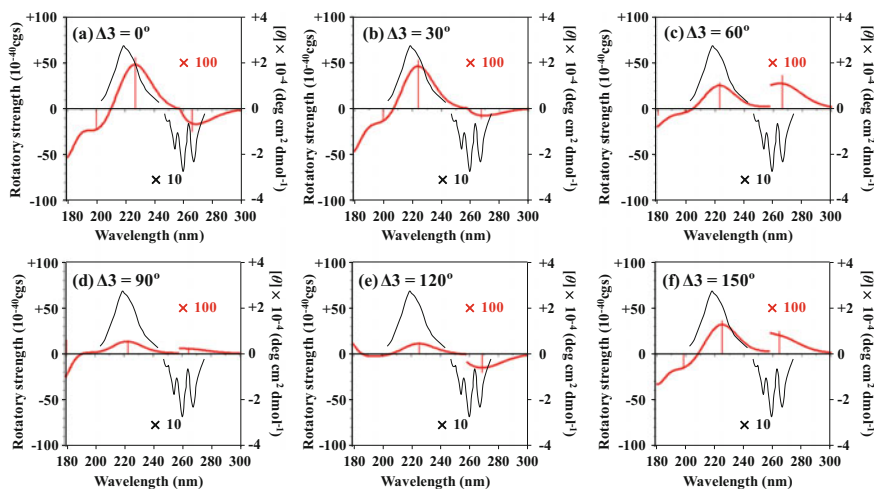 +100
+50
0
-50
-100
Rotatory strength (10⁻⁴⁰cgs)
(a) Δ3 = 0°
× 100
× 10
+4
+2
0
-2
-4
[θ] × 10⁻⁴ (deg cm² dmol⁻¹)
180 200 220 240 260 280 300
Wavelength (nm)
+100
+50
0
-50
-100
Rotatory strength (10⁻⁴⁰cgs)
(b) Δ3 = 30°
× 100
× 10
+4
+2
0
-2
-4
[θ] × 10⁻⁴ (deg cm² dmol⁻¹)
180 200 220 240 260 280 300
Wavelength (nm)
+100
+50
0
-50
-100
Rotatory strength (10⁻⁴⁰cgs)
(c) Δ3 = 60°
× 100
× 10
+4
+2
0
-2
-4
[θ] × 10⁻⁴ (deg cm² dmol⁻¹)
180 200 220 240 260 280 300
Wavelength (nm)
+100
+50
0
-50
-100
Rotatory strength (10⁻⁴⁰cgs)
(d) Δ3 = 90°
× 100
× 10
+4
+2
0
-2
-4
[θ] × 10⁻⁴ (deg cm² dmol⁻¹)
180 200 220 240 260 280 300
Wavelength (nm)
+100
+50
0
-50
-100
Rotatory strength (10⁻⁴⁰cgs)
(e) Δ3 = 120°
× 100
× 10
+4
+2
0
-2
-4
[θ] × 10⁻⁴ (deg cm² dmol⁻¹)
180 200 220 240 260 280 300
Wavelength (nm)
+100
+50
0
-50
-100
Rotatory strength (10⁻⁴⁰cgs)
(f) Δ3 = 150°
× 100
× 10
+4
+2
0
-2
-4
[θ] × 10⁻⁴ (deg cm² dmol⁻¹)
180 200 220 240 260 280 300
Wavelength (nm)